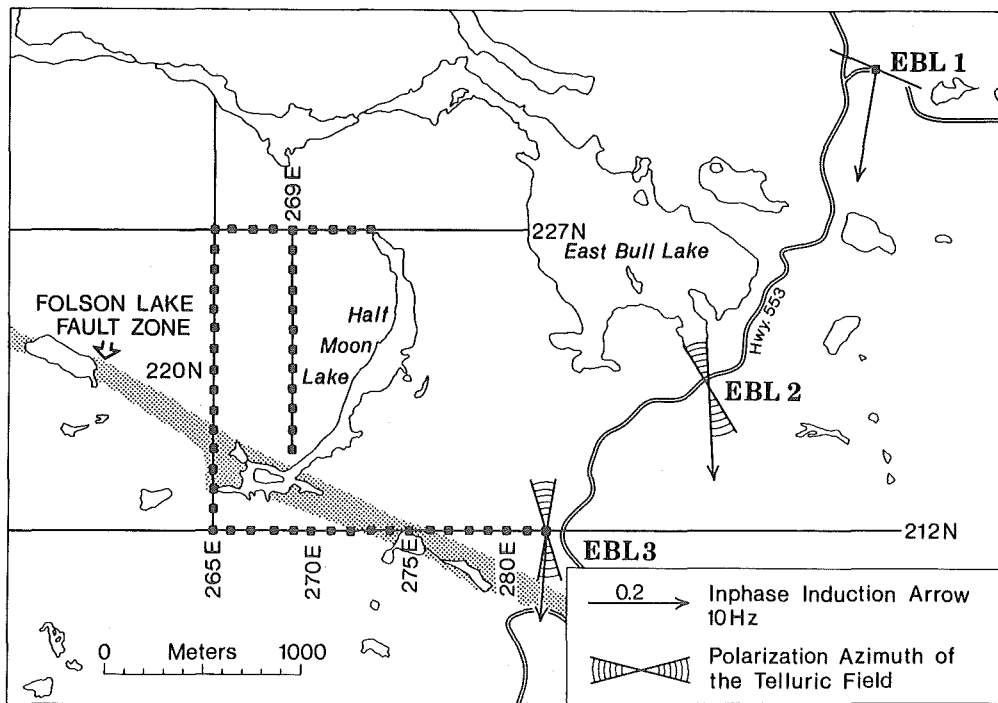 EBL 1
269E
227N
East Bull Lake
FOLSON LAKE
FAULT ZONE
Half
Moon
Lake
Hwy. 553
220N
EBL 2
212N
265E
270E
275E
280E
EBL3
0.2
Inphase Induction Arrow
10Hz
0 Meters 1000
Polarization Azimuth of
the Telluric Field